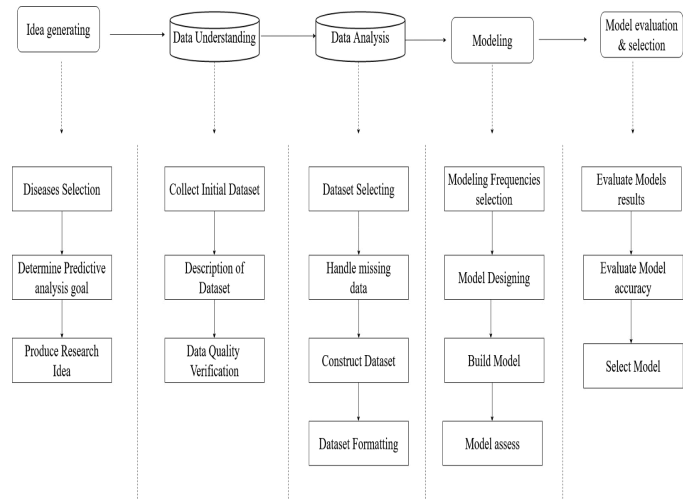 Idea generating
Data Understanding
Data Analysis
Modeling
Model evaluation
& selection
Diseases Selection
Collect Initial Dataset
Dataset Selecting
Modeling Frequencies
selection
Evaluate Models
results
Determine Predictive
analysis goal
Description of
Dataset
Handle missing
data
Model Designing
Evaluate Model
accuracy
Produce Research
Idea
Data Quality
Verification
Construct Dataset
Build Model
Select Model
Dataset Formatting
Model assess